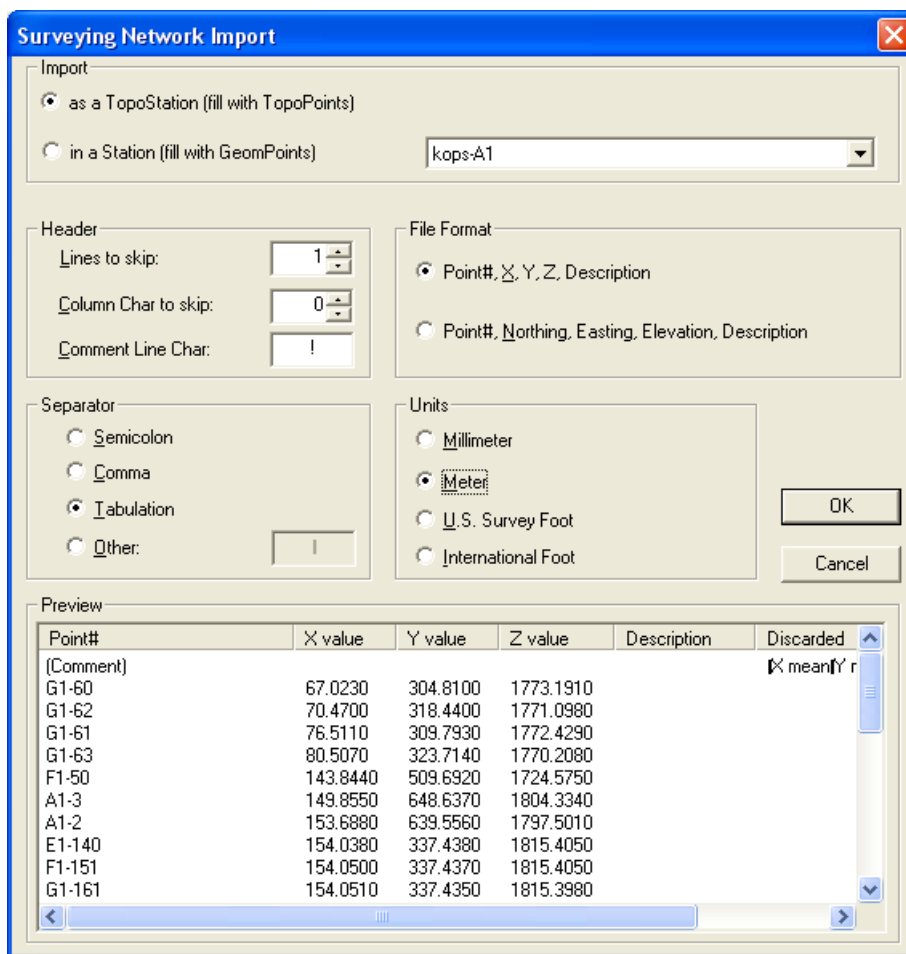 Surveying Network Import
Import
as a TopoStation (fill with TopoPoints)
in a Station (fill with GeomPoints) kops-A1
Header
Lines to skip: 1
Column Char to skip: 0
Comment Line Char: !
File Format
Point#, X, Y, Z, Description
Point#, Northing, Easting, Elevation, Description
Separator
Semicolon
Comma
Tabulation
Other: |
Units
Millimeter
Meter
U.S. Survey Foot
International Foot
OK
Cancel
Preview
Point# X value Y value Z value Description Discarded
(Comment) X mean Y
G1-60 67.0230 304.8100 1773.1910
G1-62 70.4700 318.4400 1771.0980
G1-61 76.5110 309.7930 1772.4290
G1-63 80.5070 323.7140 1770.2080
F1-50 143.8440 509.6920 1724.5750
A1-3 149.8550 648.6370 1804.3340
A1-2 153.6880 639.5560 1797.5010
E1-140 154.0380 337.4380 1815.4050
F1-151 154.0500 337.4370 1815.4050
G1-161 154.0510 337.4350 1815.3980